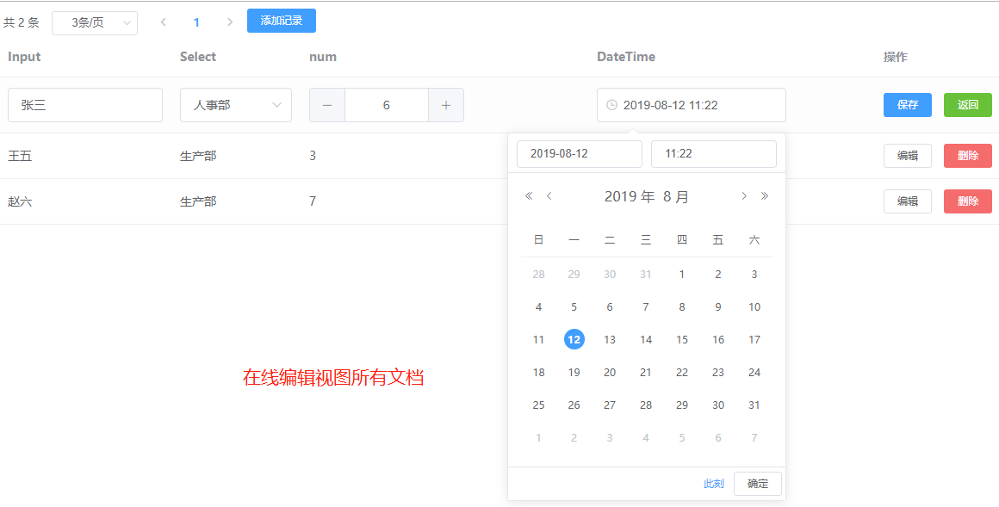 共 2 条 3条/页 1 添加记录
Input Select num DateTime 操作
张三 人事部 6 2019-08-12 11:22 保存 返回
王五 生产部 3 编辑 删除
赵六 生产部 7 编辑 删除
2019-08-12 11:22
2019 年 8 月
日 一 二 三 四 五 六
28 29 30 31 1 2 3
4 5 6 7 8 9 10
11 12 13 14 15 16 17
18 19 20 21 22 23 24
25 26 27 28 29 30 31
1 2 3 4 5 6 7
此刻 确定
在线编辑视图所有文档